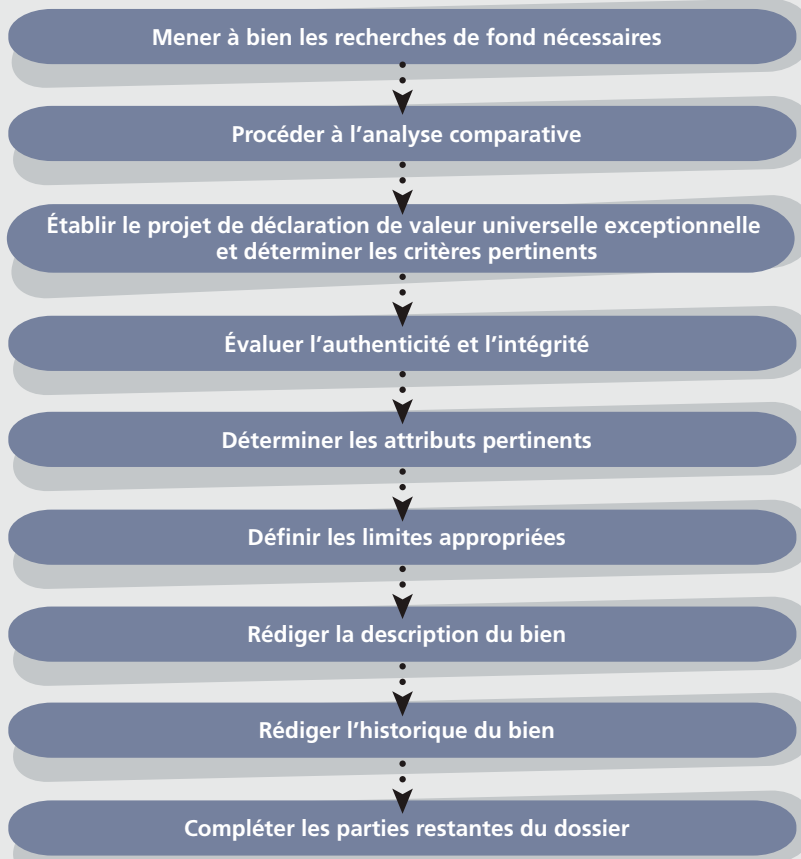 Mener à bien les recherches de fond nécessaires
Procéder à l’analyse comparative
Établir le projet de déclaration de valeur universelle exceptionnelle
et déterminer les critères pertinents
Évaluer l’authenticité et l’intégrité
Déterminer les attributs pertinents
Définir les limites appropriées
Rédiger la description du bien
Rédiger l’historique du bien
Compléter les parties restantes du dossier